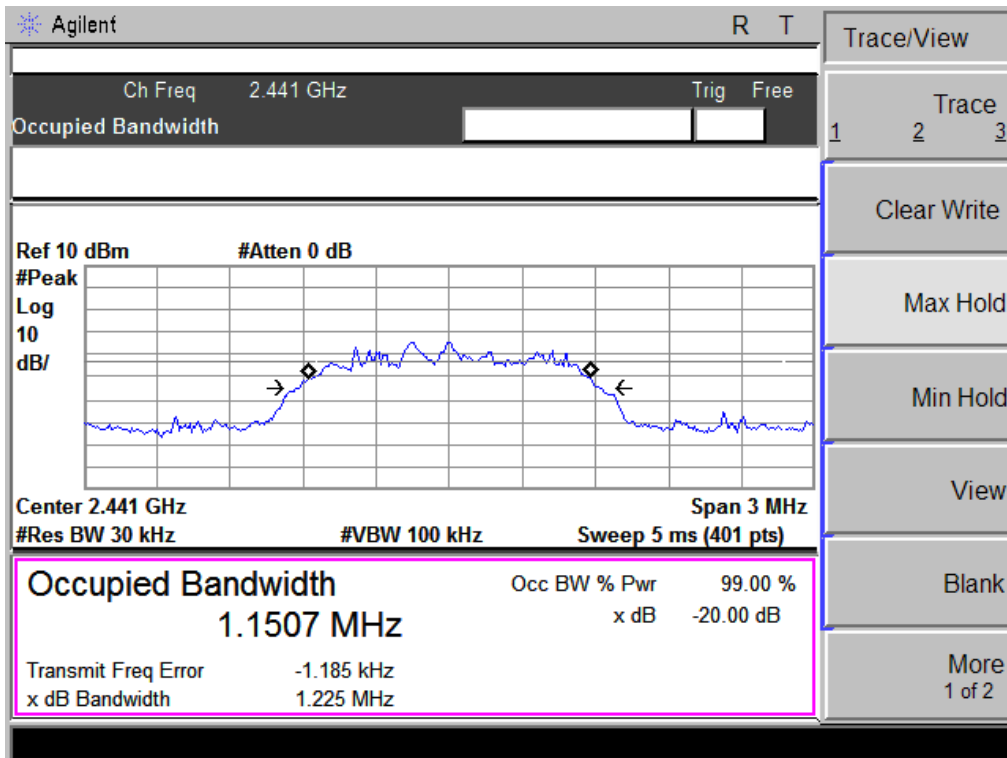 Agilent R T
Ch Freq 2.441 GHz Trig Free
Occupied Bandwidth
Ref 10 dBm #Atten 0 dB
#Peak
Log
10
dB/
Center 2.441 GHz Span 3 MHz
#Res BW 30 kHz #VBW 100 kHz Sweep 5 ms (401 pts)
Occupied Bandwidth Occ BW % Pwr 99.00 %
1.1507 MHz x dB -20.00 dB
Transmit Freq Error -1.185 kHz
x dB Bandwidth 1.225 MHz
Trace/View
Trace
1 2 3
Clear Write
Max Hold
Min Hold
View
Blank
More
1 of 2